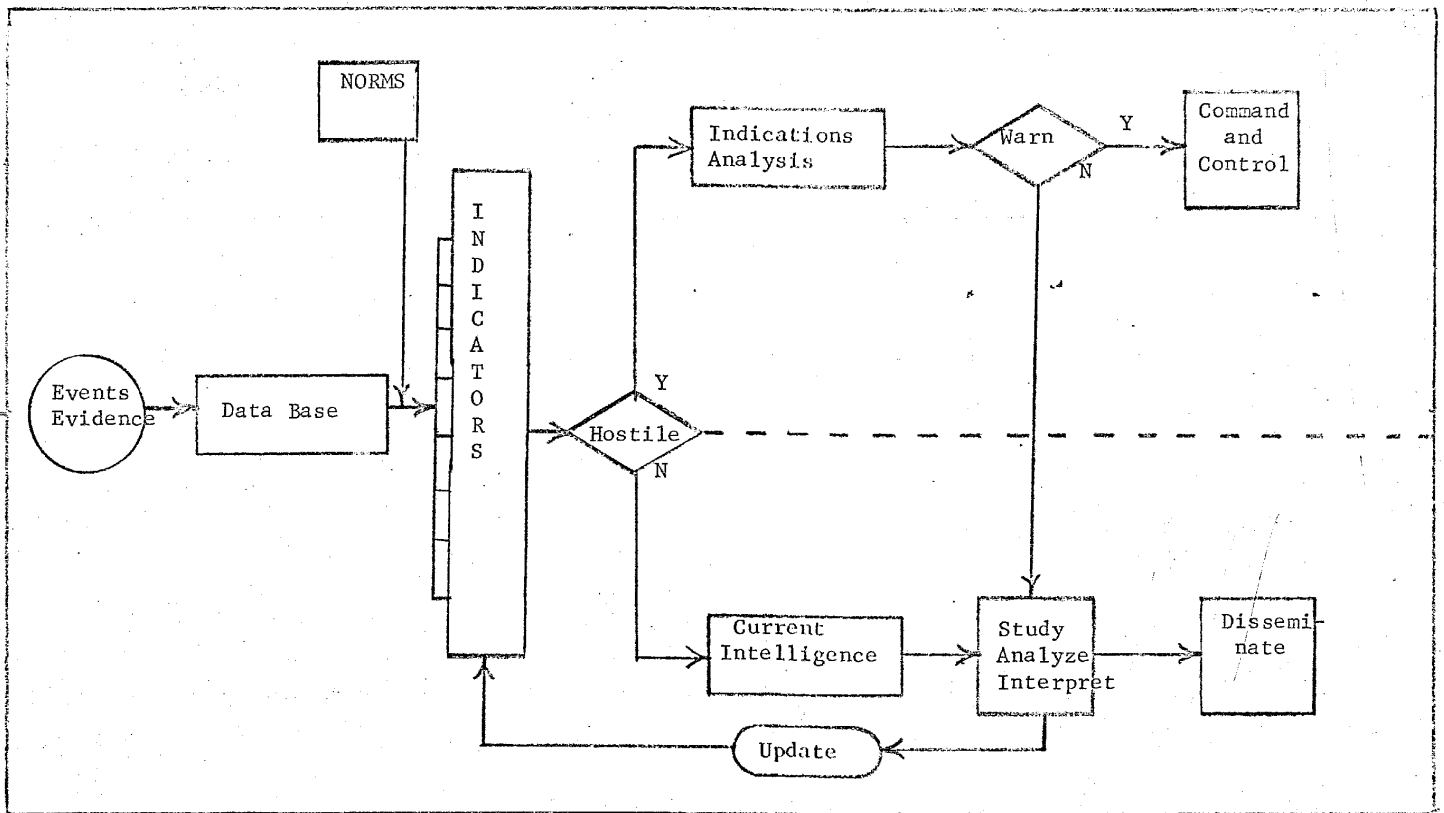 NORMS
Events
Evidence
Data Base
INDICATORS
Hostile
Y
N
Indications
Analysis
Warn
Y
N
Command
and
Control
Current
Intelligence
Study
Analyze
Interpret
Dissemi-
nate
Update